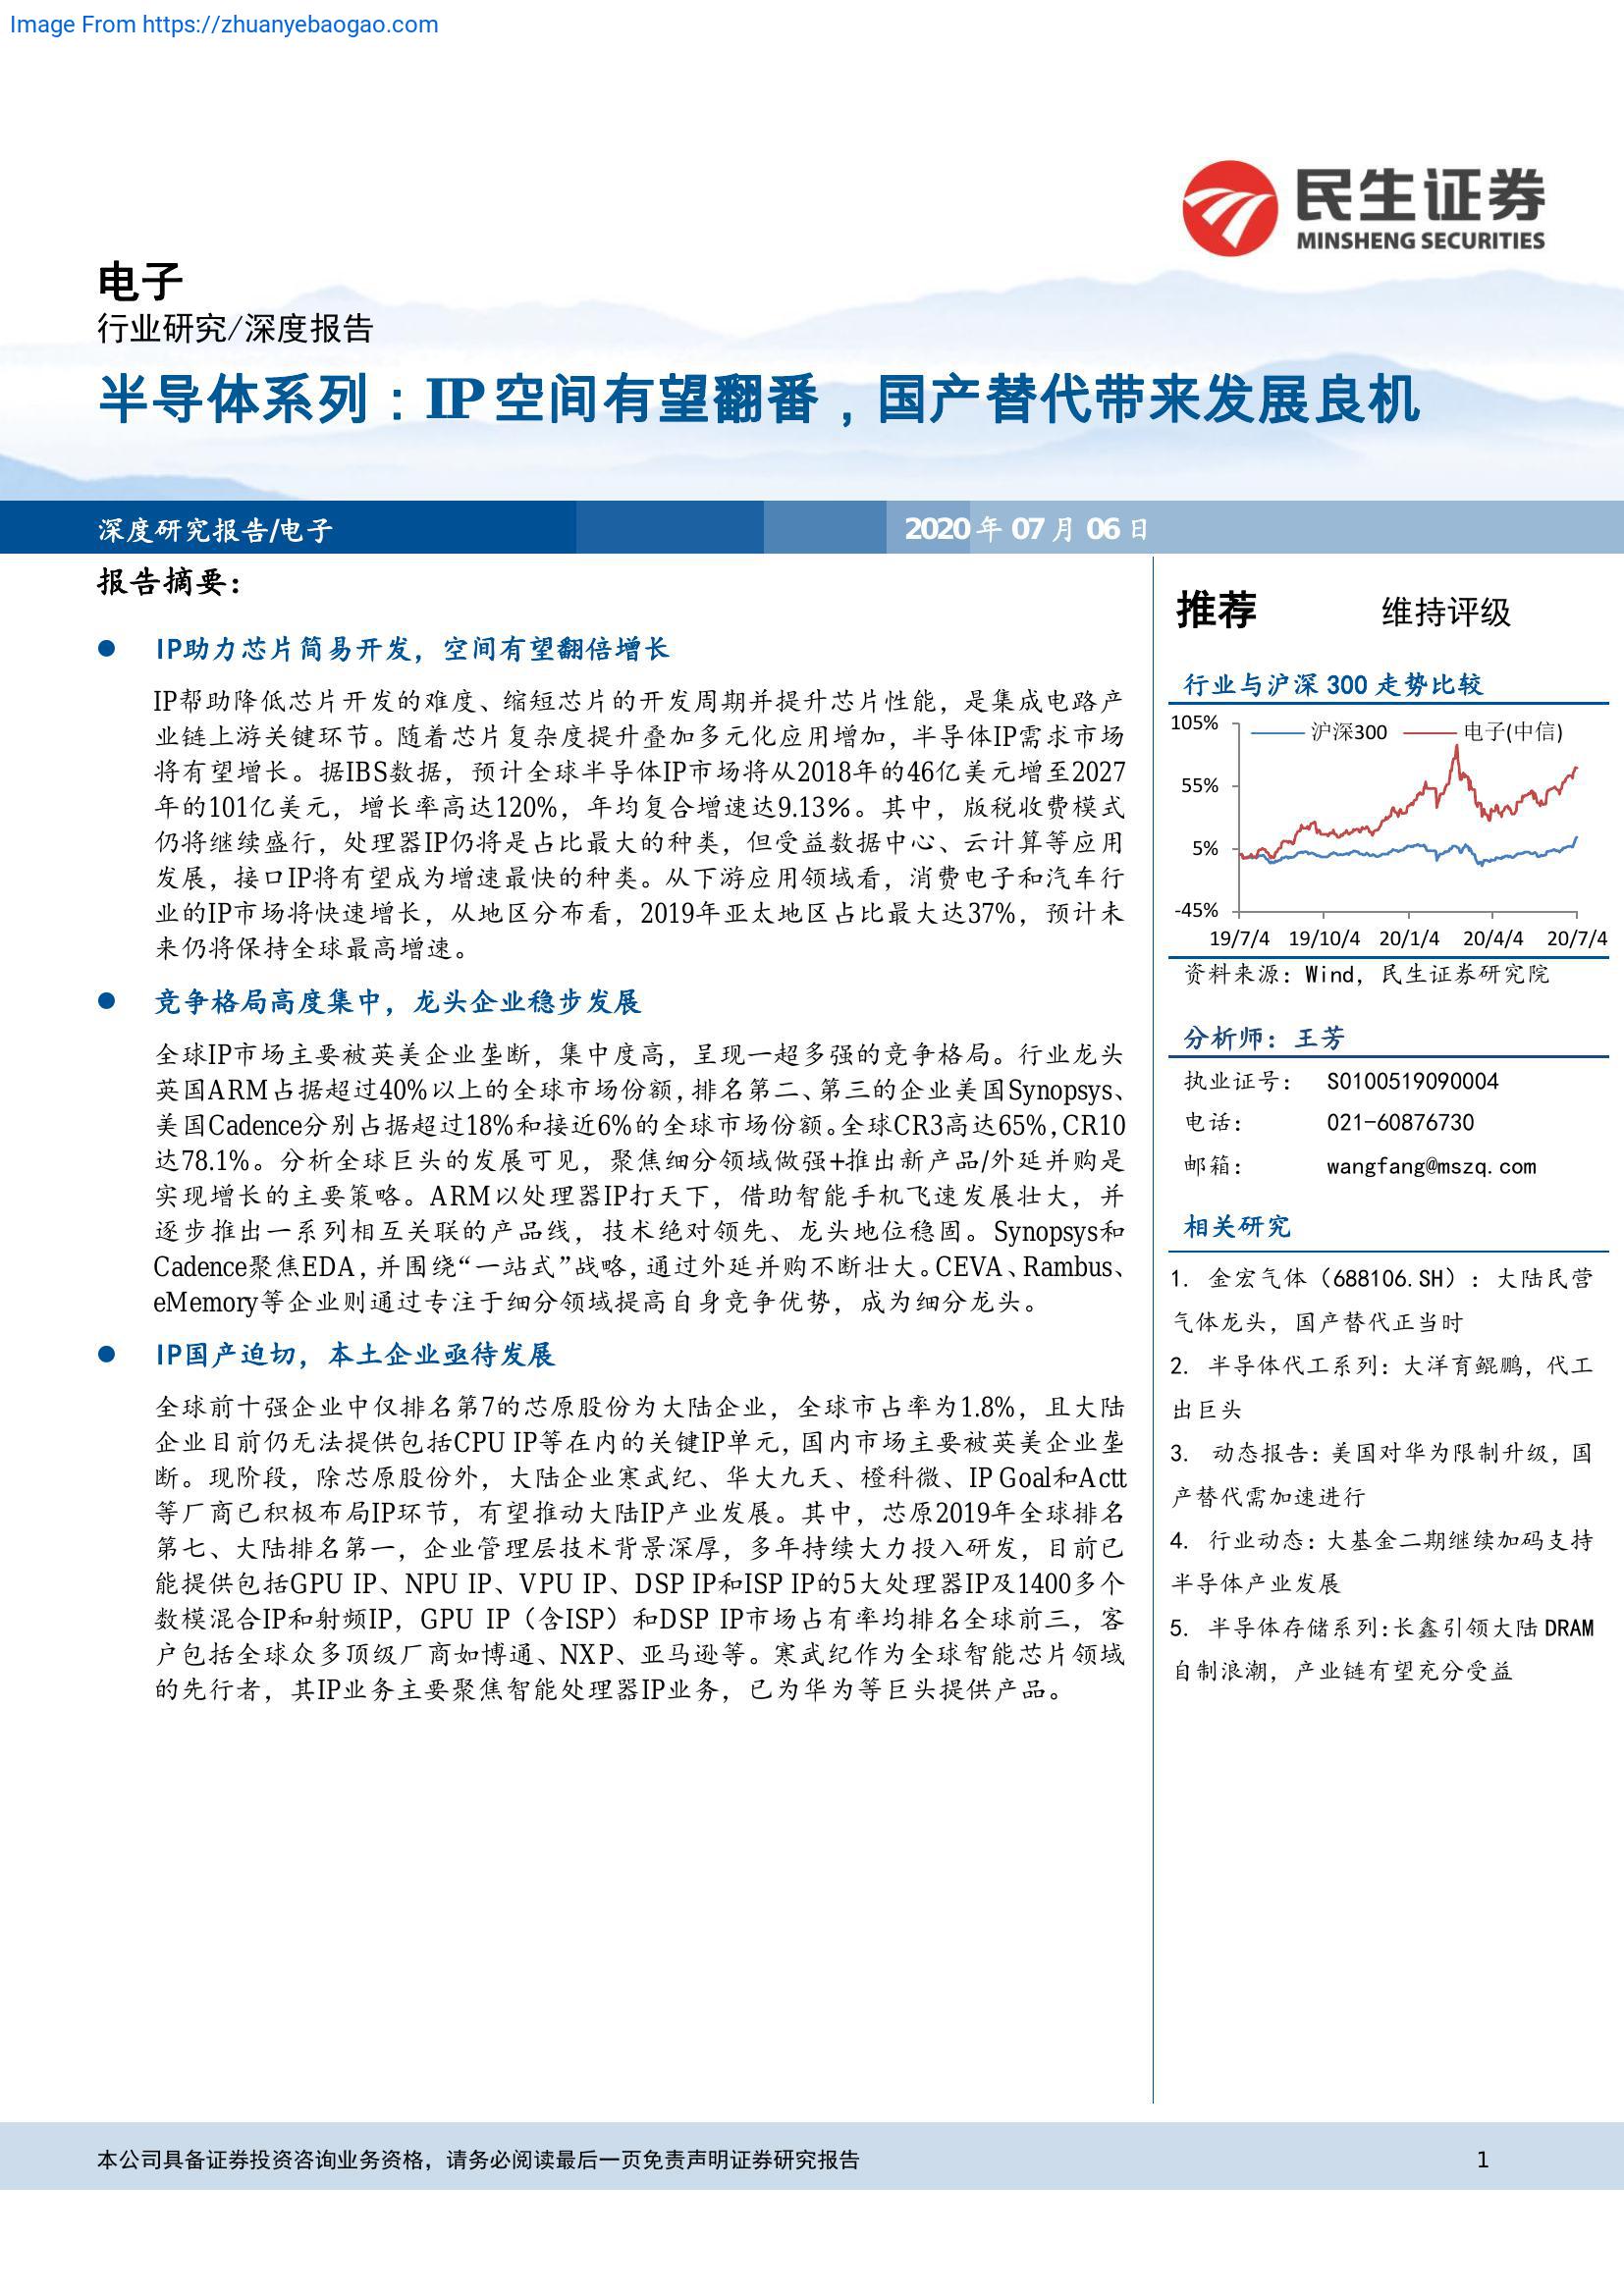 Image From https://zhuanyebaogao.com
民生证券
MINSHENG SECURITIES
电子
行业研究/深度报告
半导体系列：IP 空间有望翻番，国产替代带来发展良机
深度研究报告/电子
2020 年 07 月 06 日
报告摘要：
● IP助力芯片简易开发，空间有望翻倍增长
IP帮助降低芯片开发的难度、缩短芯片的开发周期并提升芯片性能，是集成电路产
业链上游关键环节。随着芯片复杂度提升叠加多元化应用增加，半导体IP需求市场
将有望增长。据IBS数据，预计全球半导体IP市场将从2018年的46亿美元增至2027
年的101亿美元，增长率高达120%，年均复合增速达9.13%。其中，版税收费模式
仍将继续盛行，处理器IP仍将是占比最大的种类，但受益数据中心、云计算等应用
发展，接口IP将有望成为增速最快的种类。从下游应用领域看，消费电子和汽车行
业的IP市场将快速增长，从地区分布看，2019年亚太地区占比最大达37%，预计未
来仍将保持全球最高增速。
● 竞争格局高度集中，龙头企业稳步发展
全球IP市场主要被英美企业垄断，集中度高，呈现一超多强的竞争格局。行业龙头
英国ARM占据超过40%以上的全球市场份额，排名第二、第三的企业美国Synopsys、
美国Cadence分别占据超过18%和接近6%的全球市场份额。全球CR3高达65%，CR10
达78.1%。分析全球巨头的发展可见，聚焦细分领域做强+推出新产品/外延并购是
实现增长的主要策略。ARM以处理器IP打天下，借助智能手机飞速发展壮大，并
逐步推出一系列相互关联的产品线，技术绝对领先、龙头地位稳固。Synopsys和
Cadence聚焦EDA，并围绕“一站式”战略，通过外延并购不断壮大。CEVA、Rambus、
eMemory等企业则通过专注于细分领域提高自身竞争优势，成为细分龙头。
● IP国产迫切，本土企业亟待发展
全球前十强企业中仅排名第7的芯原股份为大陆企业，全球市占率为1.8%，且大陆
企业目前仍无法提供包括CPU IP等在内的关键IP单元，国内市场主要被英美企业垄
断。现阶段，除芯原股份外，大陆企业寒武纪、华大九天、橙科微、IP Goal和Actt
等厂商已积极布局IP环节，有望推动大陆IP产业发展。其中，芯原2019年全球排名
第七、大陆排名第一，企业管理层技术背景深厚，多年持续大力投入研发，目前已
能提供包括GPU IP、NPU IP、VPU IP、DSP IP和ISP IP的5大处理器IP及1400多个
数模混合IP和射频IP，GPU IP（含ISP）和DSP IP市场占有率均排名全球前三，客
户包括全球众多顶级厂商如博通、NXP、亚马逊等。寒武纪作为全球智能芯片领域
的先行者，其IP业务主要聚焦智能处理器IP业务，已为华为等巨头提供产品。
推荐 维持评级
行业与沪深 300 走势比较
沪深300 电子(中信)
105%
55%
5%
-45%
19/7/4 19/10/4 20/1/4 20/4/4 20/7/4
资料来源：Wind，民生证券研究院
分析师：王芳
执业证号： S0100519090004
电话： 021-60876730
邮箱： wangfang@mszq.com
相关研究
1. 金宏气体（688106.SH）：大陆民营
气体龙头，国产替代正当时
2. 半导体代工系列：大洋育鲲鹏，代工
出巨头
3. 动态报告：美国对华为限制升级，国
产替代需加速进行
4. 行业动态：大基金二期继续加码支持
半导体产业发展
5. 半导体存储系列：长鑫引领大陆 DRAM
自制浪潮，产业链有望充分受益
本公司具备证券投资咨询业务资格，请务必阅读最后一页免责声明证券研究报告
1